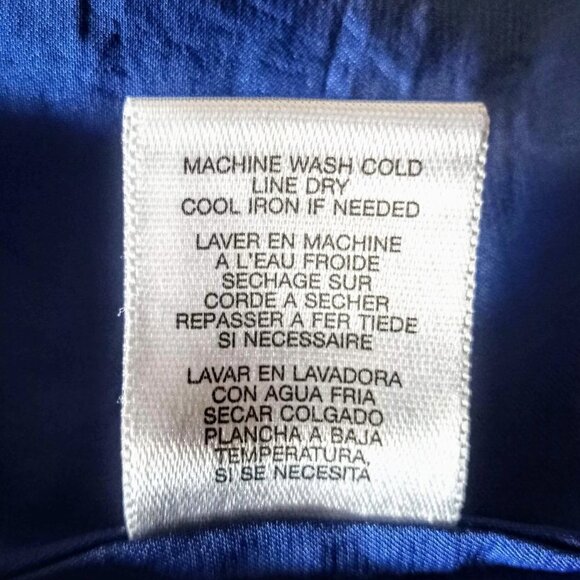 MACHINE WASH COLD
LINE DRY
COOL IRON IF NEEDED
LAVER EN MACHINE
A L'EAU FROIDE
SECHAGE SUR
CORDE A SECHER
REPASSER A FER TIEDE
SI NECESSAIRE
LAVAR EN LAVADORA
CON AGUA FRIA
SECAR COLGADO
PLANCHA A BAJA
TEMPERATURA,
SI SE NECESITA